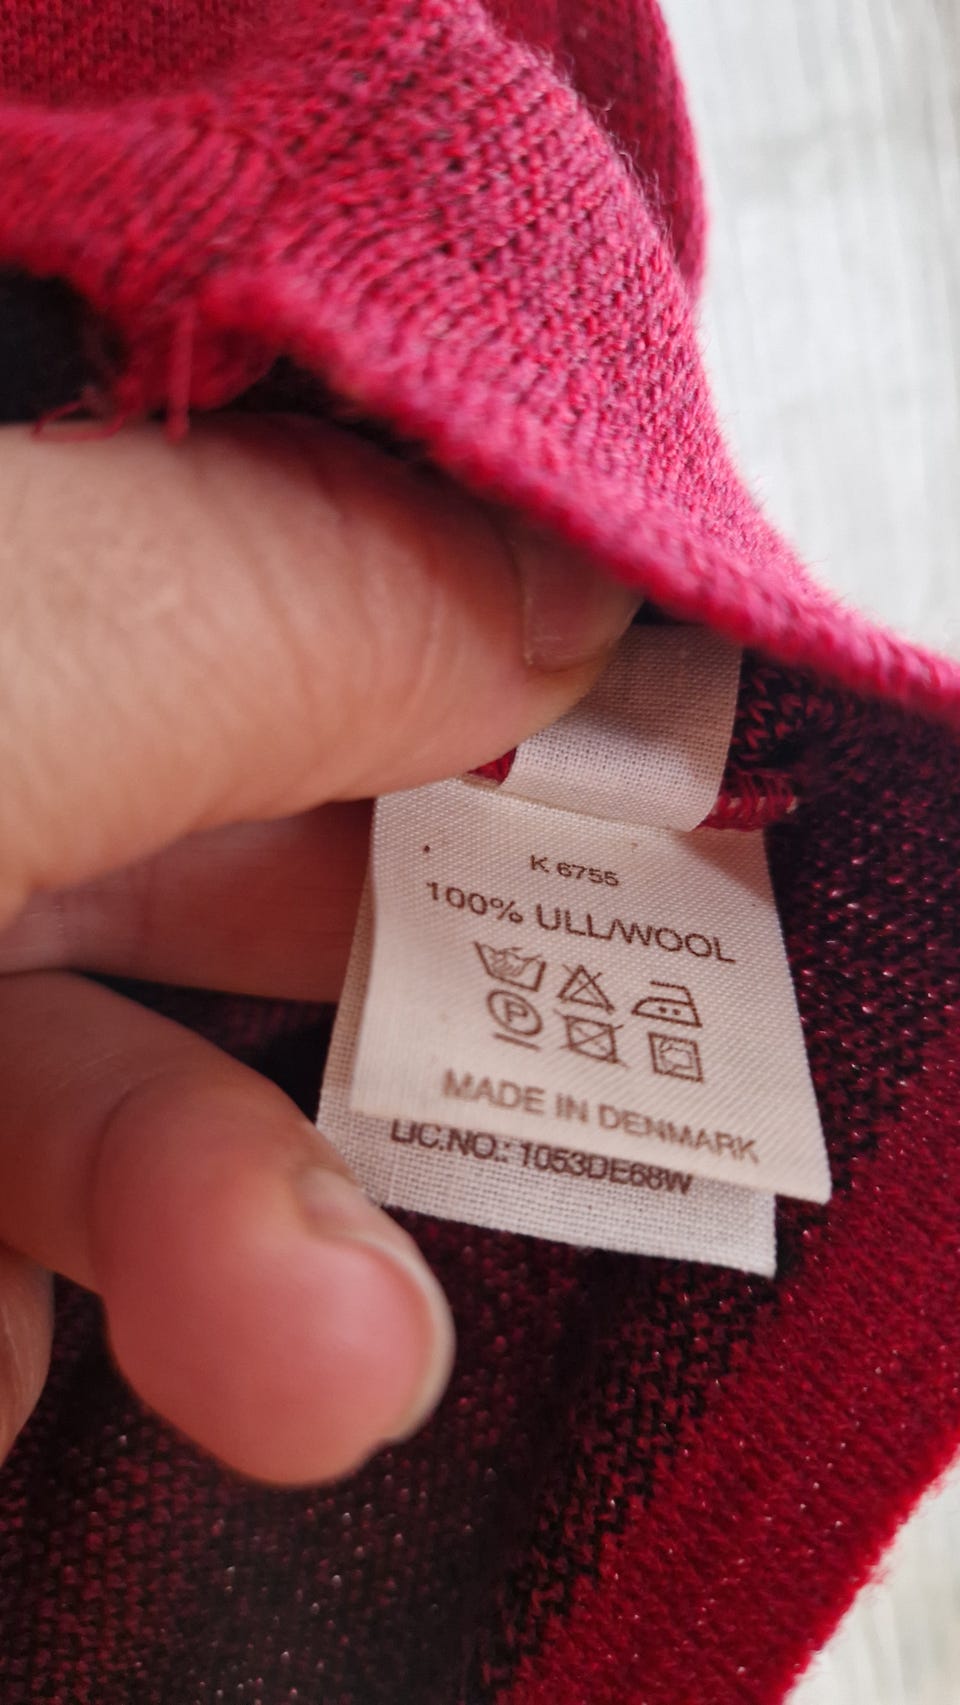 K 6755
100% ULL/WOOL
P
MADE IN DENMARK
LIC.NO.: 1053DE68W